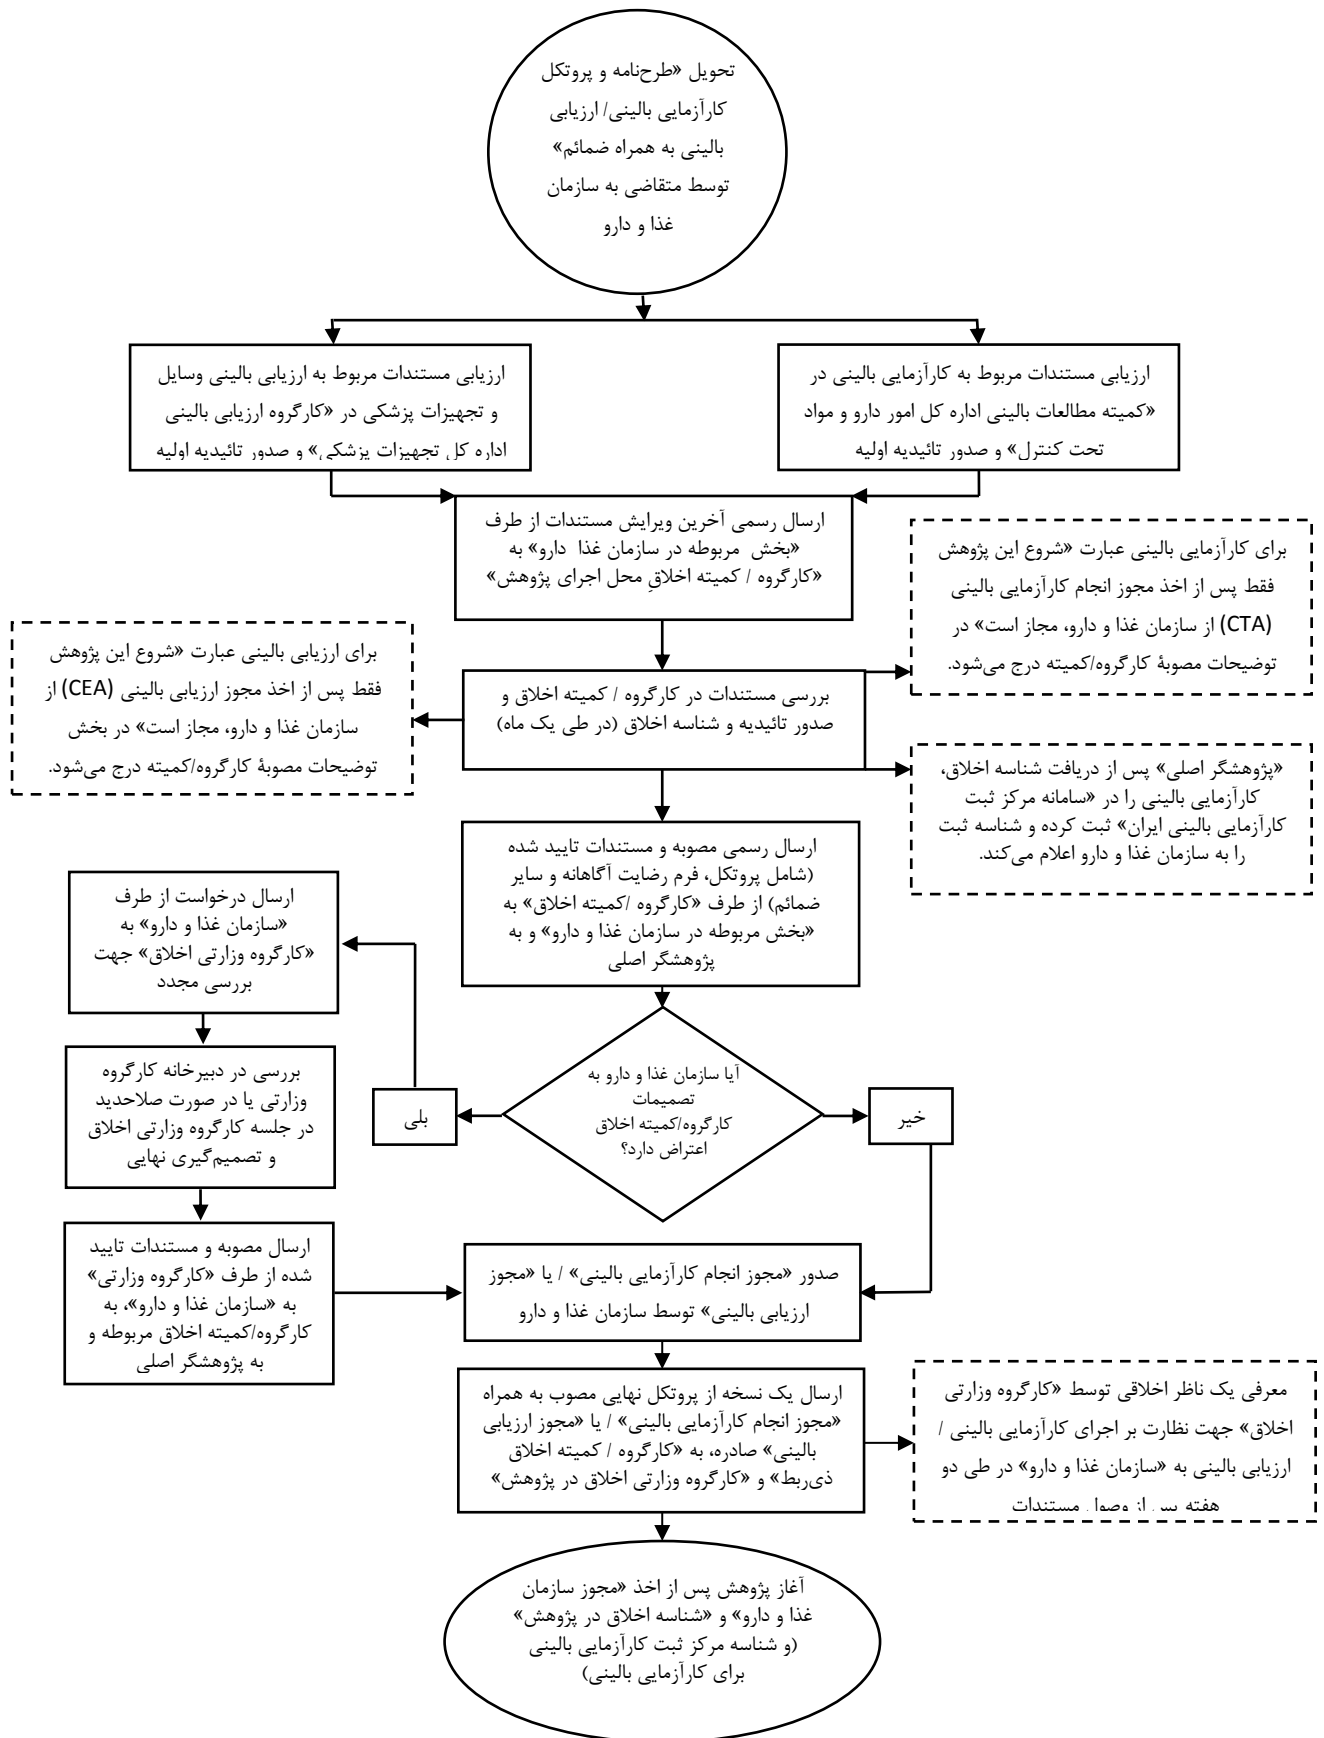 تحویل «طرح‌نامه و پروتکل
کارآزمایی بالینی/ ارزیابی
بالینی به همراه ضمائم»
توسط متقاضی به سازمان
غذا و دارو
ارزیابی مستندات مربوط به کارآزمایی بالینی در
«کمیته مطالعات بالینی اداره کل امور دارو و مواد
تحت کنترل» و صدور تائیدیه اولیه
ارزیابی مستندات مربوط به ارزیابی بالینی وسایل
و تجهیزات پزشکی در «کارگروه ارزیابی بالینی
اداره کل تجهیزات پزشکی» و صدور تائیدیه اولیه
ارسال رسمی آخرین ویرایش مستندات از طرف
«بخش مربوطه در سازمان غذا دارو» به
«کارگروه / کمیته اخلاقِ محل اجرای پژوهش»
برای کارآزمایی بالینی عبارت «شروع این پژوهش
فقط پس از اخذ مجوز انجام کارآزمایی بالینی
(CTA) از سازمان غذا و دارو، مجاز است» در
توضیحات مصوبهٔ کارگروه/کمیته درج می‌شود.
برای ارزیابی بالینی عبارت «شروع این پژوهش
فقط پس از اخذ مجوز ارزیابی بالینی (CEA) از
سازمان غذا و دارو، مجاز است» در بخش
توضیحات مصوبهٔ کارگروه/کمیته درج می‌شود.
بررسی مستندات در کارگروه / کمیته اخلاق و
صدور تائیدیه و شناسه اخلاق (در طی یک ماه)
«پژوهشگر اصلی» پس از دریافت شناسه اخلاق،
کارآزمایی بالینی را در «سامانه مرکز ثبت
کارآزمایی بالینی ایران» ثبت کرده و شناسه ثبت
را به سازمان غذا و دارو اعلام می‌کند.
ارسال رسمی مصوبه و مستندات تایید شده
(شامل پروتکل، فرم رضایت آگاهانه و سایر
ضمائم) از طرف «کارگروه /کمیته اخلاق» به
«بخش مربوطه در سازمان غذا و دارو» و به
پژوهشگر اصلی
ارسال درخواست از طرف
«سازمان غذا و دارو» به
«کارگروه وزارتی اخلاق» جهت
بررسی مجدد
آیا سازمان غذا و دارو به
تصمیمات
کارگروه/کمیته اخلاق
اعتراض دارد؟
خیر
بلی
بررسی در دبیرخانه کارگروه
وزارتی یا در صورت صلاحدید
در جلسه کارگروه وزارتی اخلاق
و تصمیم‌گیری نهایی
ارسال مصوبه و مستندات تایید
شده از طرف «کارگروه وزارتی»
به «سازمان غذا و دارو»، به
کارگروه/کمیته اخلاق مربوطه و
به پژوهشگر اصلی
صدور «مجوز انجام کارآزمایی بالینی» / یا «مجوز
ارزیابی بالینی» توسط سازمان غذا و دارو
ارسال یک نسخه از پروتکل نهایی مصوب به همراه
«مجوز انجام کارآزمایی بالینی» / یا «مجوز ارزیابی
بالینی» صادره، به «کارگروه / کمیته اخلاق
ذی‌ربط» و «کارگروه وزارتی اخلاق در پژوهش»
معرفی یک ناظر اخلاقی توسط «کارگروه وزارتی
اخلاق» جهت نظارت بر اجرای کارآزمایی بالینی /
ارزیابی بالینی به «سازمان غذا و دارو» در طی دو
هفته پس از وصول مستندات
آغاز پژوهش پس از اخذ «مجوز سازمان
غذا و دارو» و «شناسه اخلاق در پژوهش»
(و شناسه مرکز ثبت کارآزمایی بالینی
برای کارآزمایی بالینی)